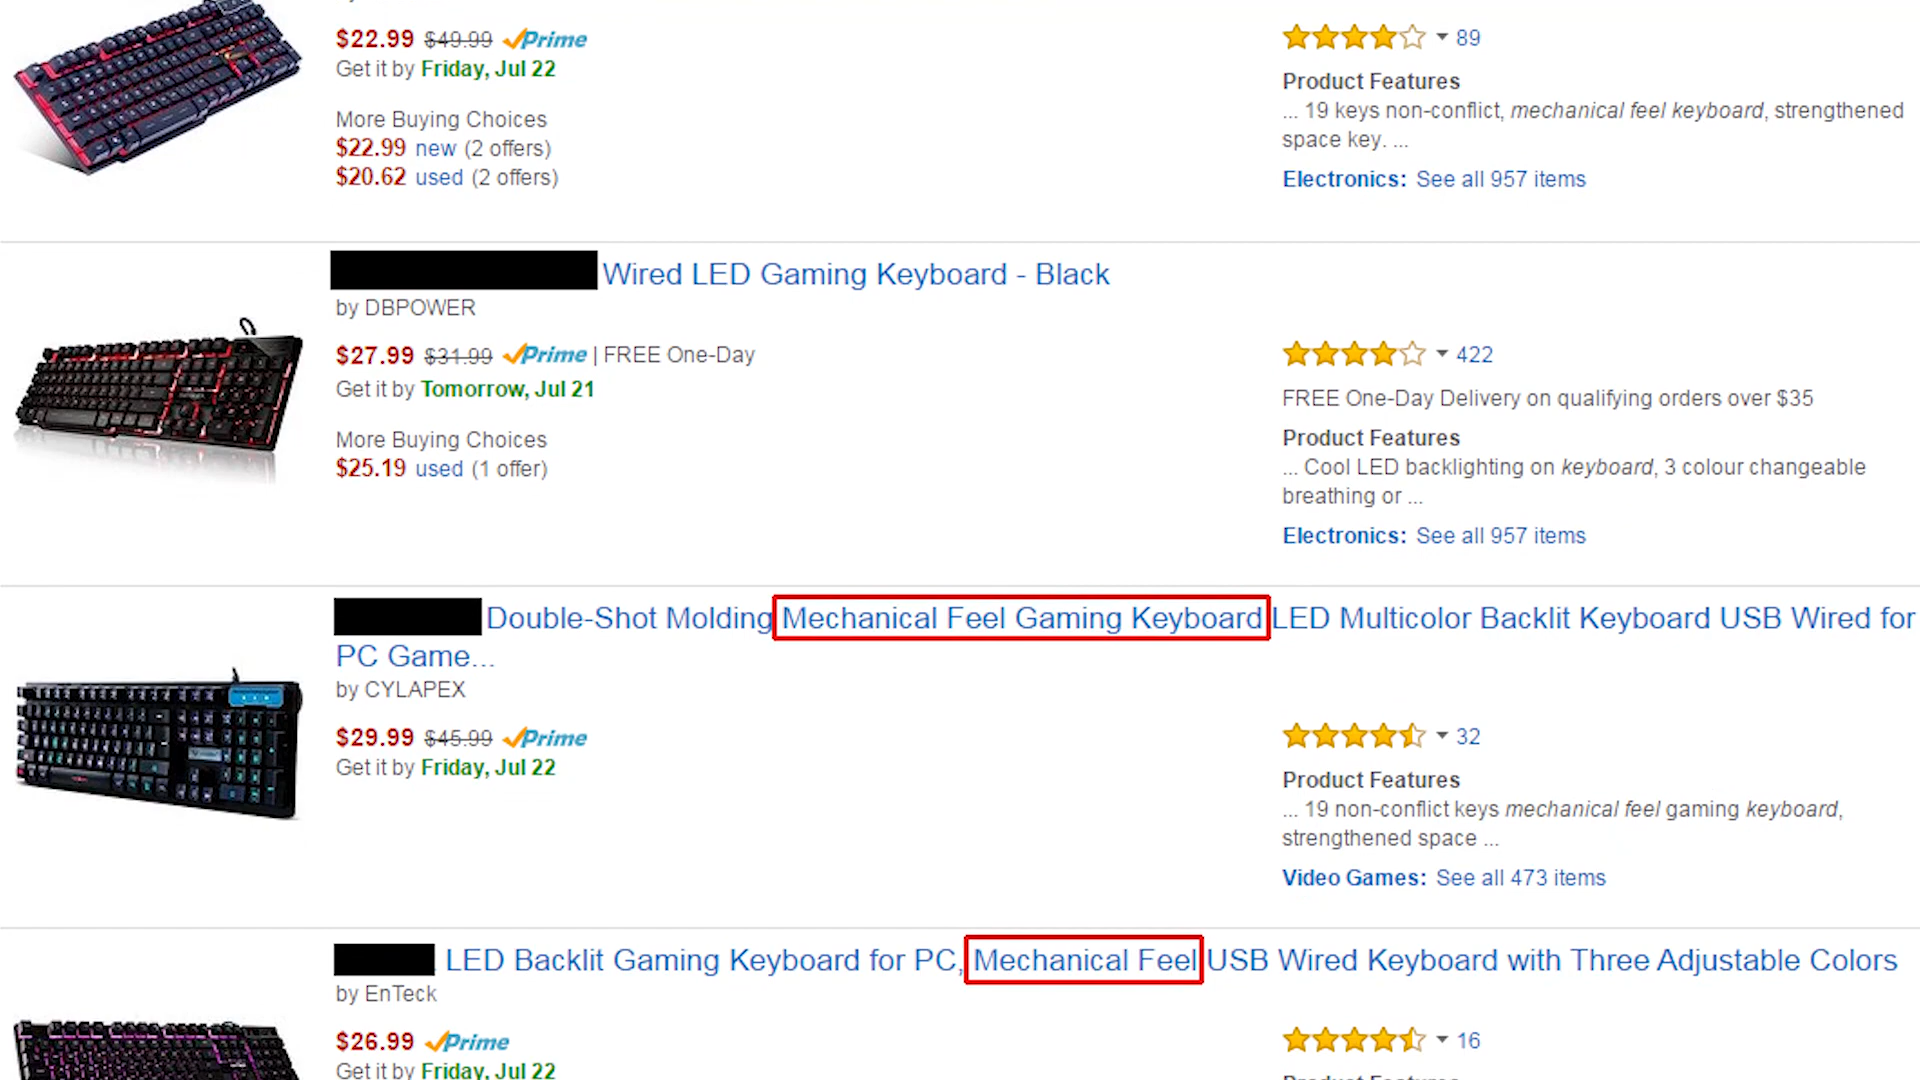 $22.99 $49.99 Prime
Get it by Friday, Jul 22
More Buying Choices
$22.99 new (2 offers)
$20.62 used (2 offers)
89
Product Features
... 19 keys non-conflict, mechanical feel keyboard, strengthened
space key. ...
Electronics: See all 957 items
Wired LED Gaming Keyboard - Black
by DBPOWER
$27.99 $31.99 Prime | FREE One-Day
Get it by Tomorrow, Jul 21
More Buying Choices
$25.19 used (1 offer)
422
FREE One-Day Delivery on qualifying orders over $35
Product Features
... Cool LED backlighting on keyboard, 3 colour changeable
breathing or ...
Electronics: See all 957 items
Double-Shot Molding Mechanical Feel Gaming Keyboard LED Multicolor Backlit Keyboard USB Wired for
PC Game...
by CYLAPEX
$29.99 $45.99 Prime
Get it by Friday, Jul 22
32
Product Features
... 19 non-conflict keys mechanical feel gaming keyboard,
strengthened space ...
Video Games: See all 473 items
LED Backlit Gaming Keyboard for PC, Mechanical Feel USB Wired Keyboard with Three Adjustable Colors
by EnTeck
$26.99 Prime
Get it by Friday, Jul 22
16
Product Features